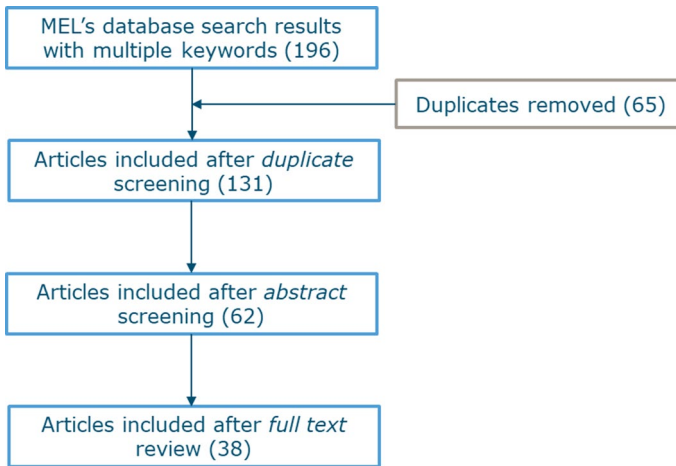 MEL's database search results
with multiple keywords (196)
Duplicates removed (65)
Articles included after duplicate
screening (131)
Articles included after abstract
screening (62)
Articles included after full text
review (38)